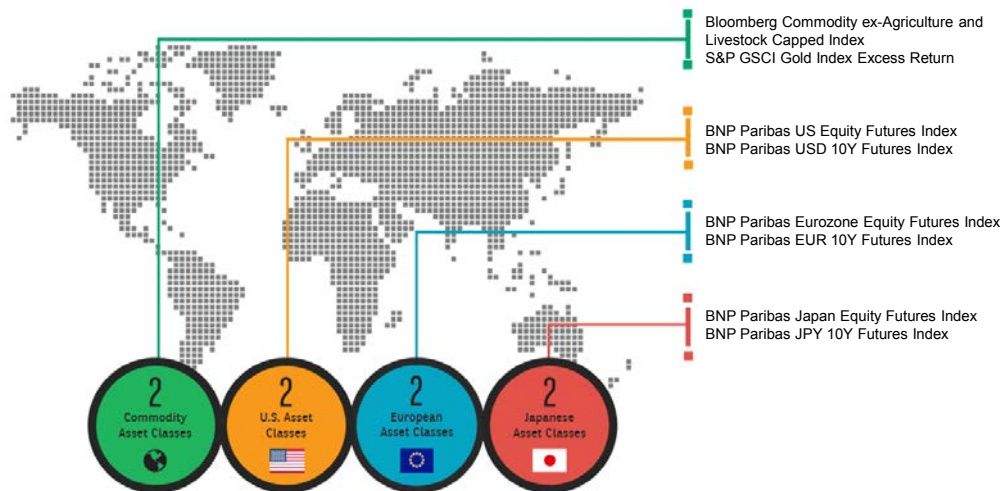 Bloomberg Commodity ex-Agriculture and
Livestock Capped Index
S&P GSCI Gold Index Excess Return
BNP Paribas US Equity Futures Index
BNP Paribas USD 10Y Futures Index
BNP Paribas Eurozone Equity Futures Index
BNP Paribas EUR 10Y Futures Index
BNP Paribas Japan Equity Futures Index
BNP Paribas JPY 10Y Futures Index
2
Commodity
Asset Classes
2
U.S. Asset
Classes
2
European
Asset Classes
2
Japanese
Asset Classes